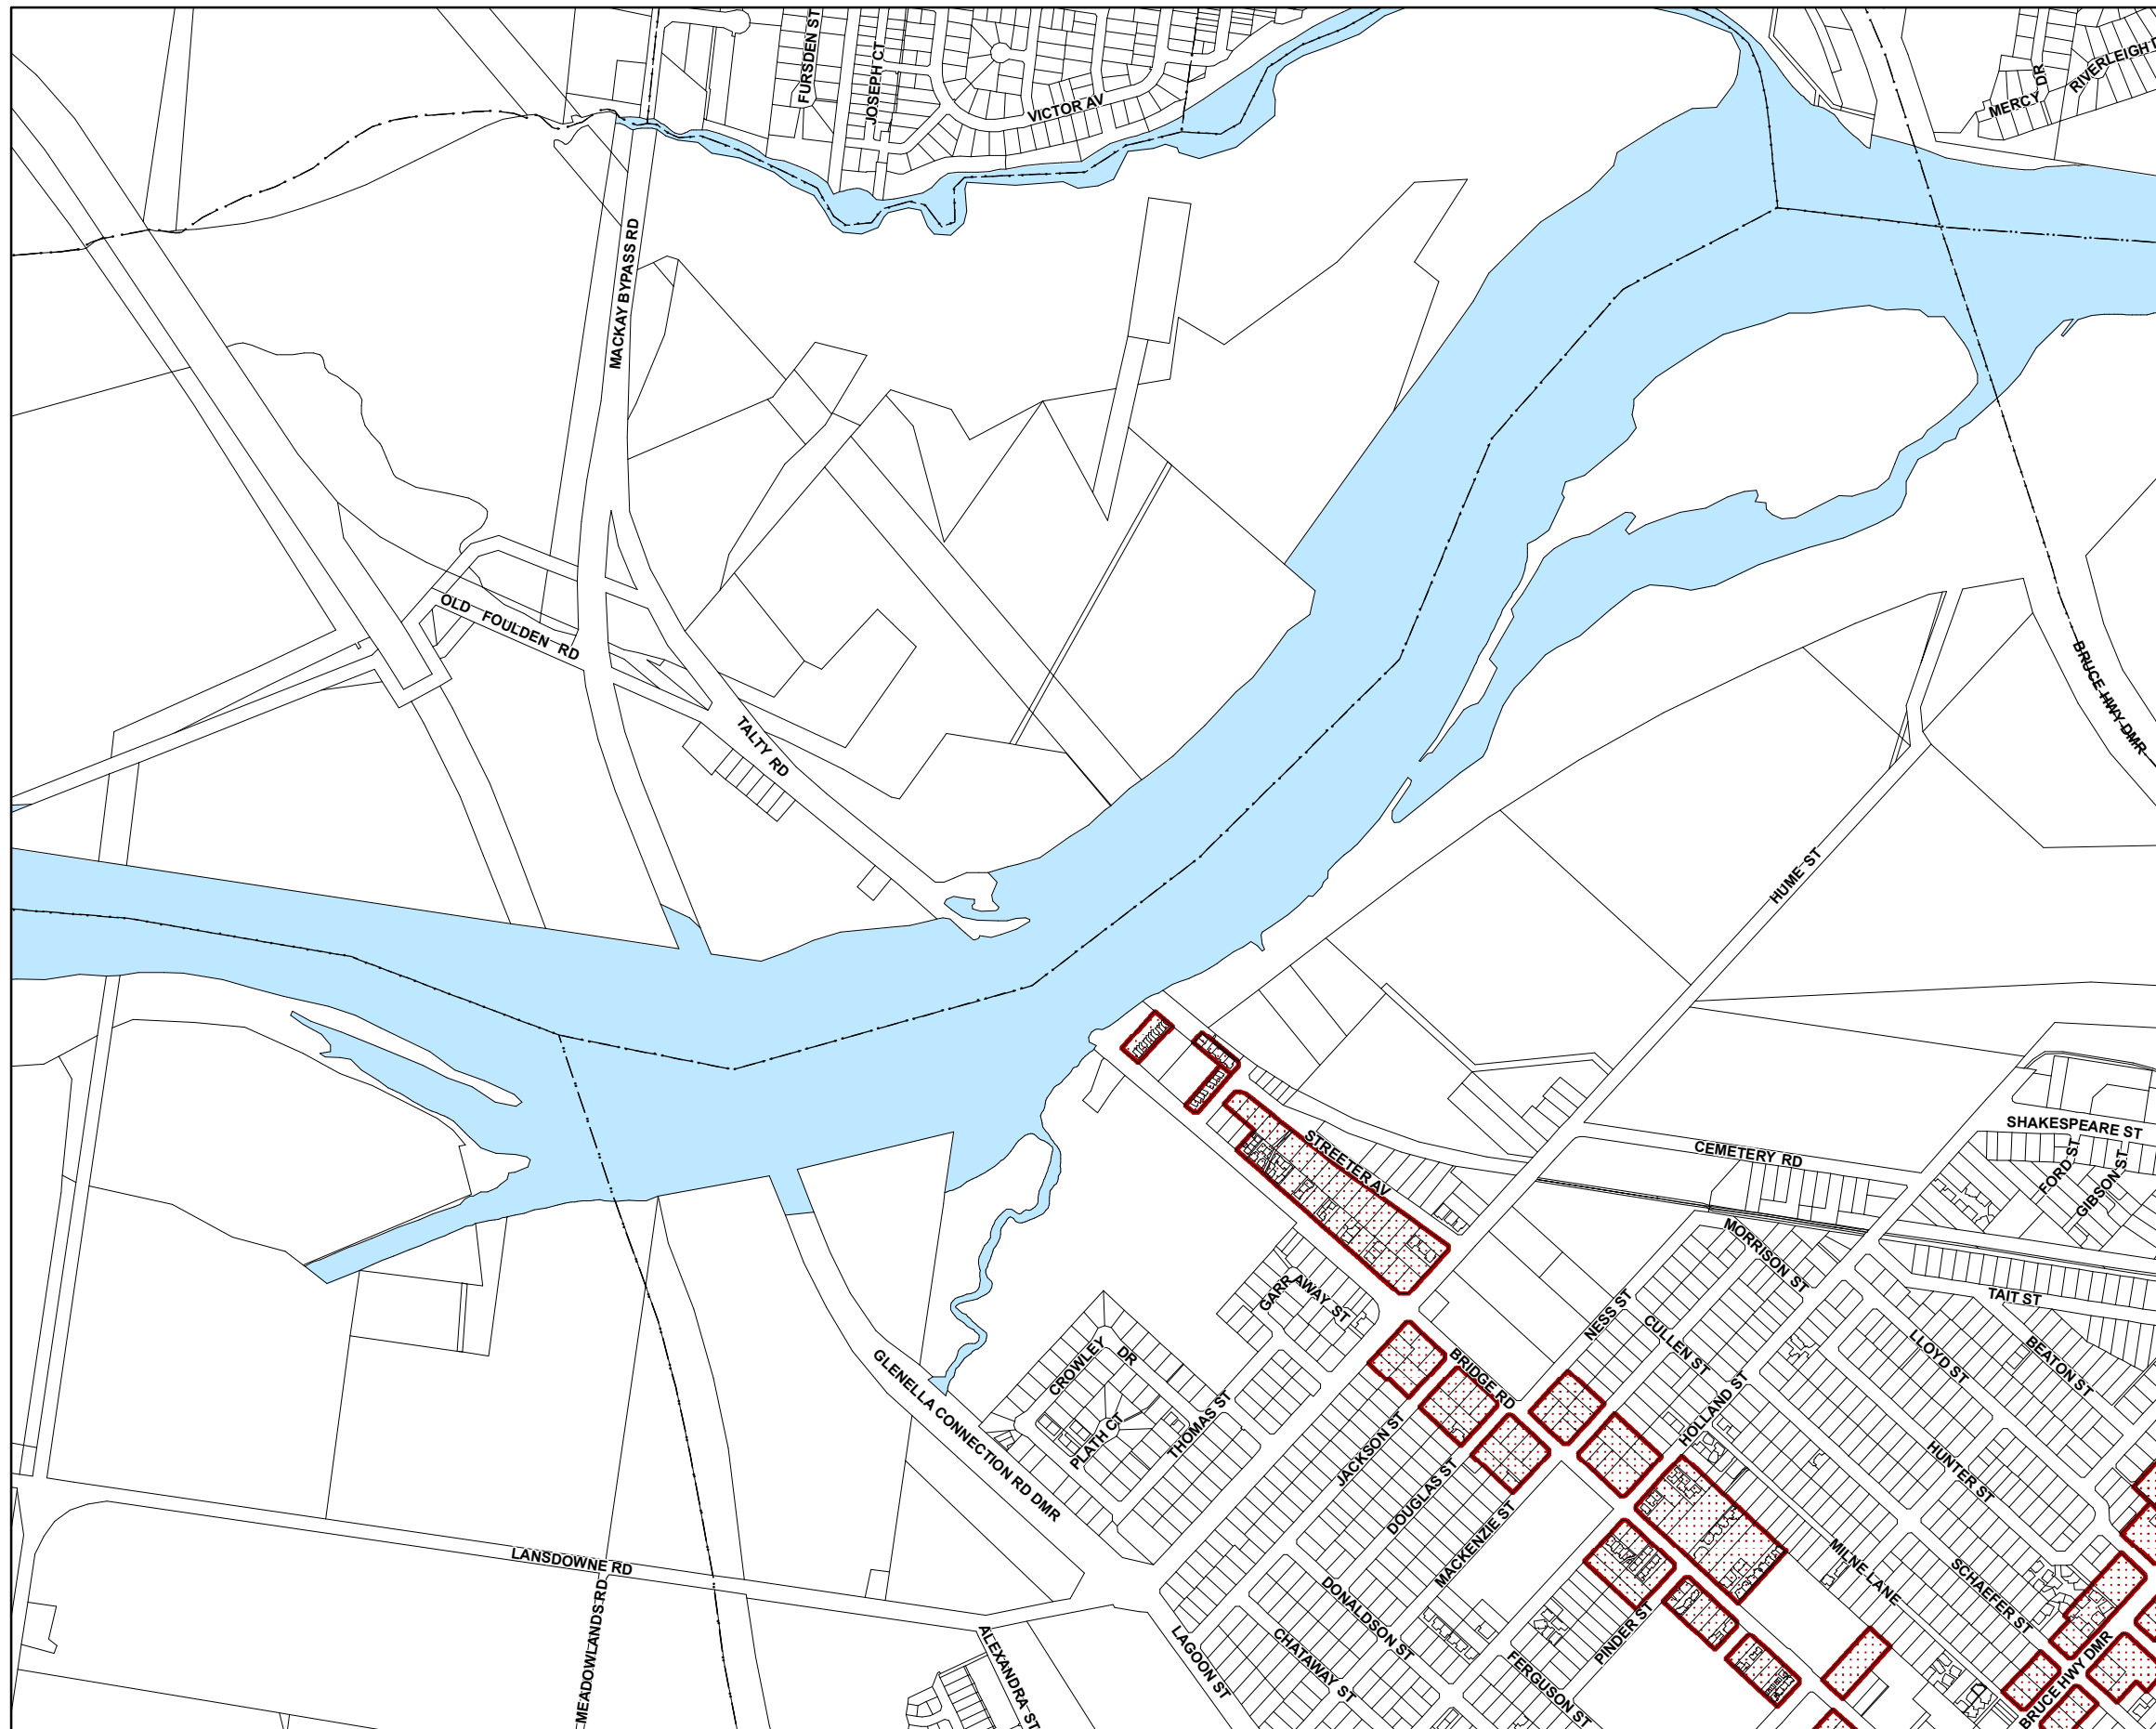 FURSDEN ST
JOSEPH CT
VICTOR AV
MERCY DR
RIVERLEIGH
MACKAY BYPASS RD
OLD FOULDEN RD
TALTY RD
BRUCE HWY DMR
HUME ST
SHAKESPEARE ST
CEMETERY RD
FORD ST
GIBSON ST
STREETER AV
MORRISON ST
GARRAWAY ST
TAIT ST
NESS ST
CULLEN ST
LLOYD ST
BEATON ST
CROWLEY DR
BRIDGE RD
GLENELLA CONNECTION RD DMR
PLATH CT
THOMAS ST
JACKSON ST
HOLLAND ST
HUNTER ST
DOUGLAS ST
MACKENZIE ST
LANSDOWNE RD
MEADOWLANDS RD
MILNE LANE
SCHAEFER ST
DONALDSON ST
PINDER ST
ALEXANDRA ST
LAGOON ST
CHATAWAY ST
FERGUSON ST
BRUCE HWY DMR